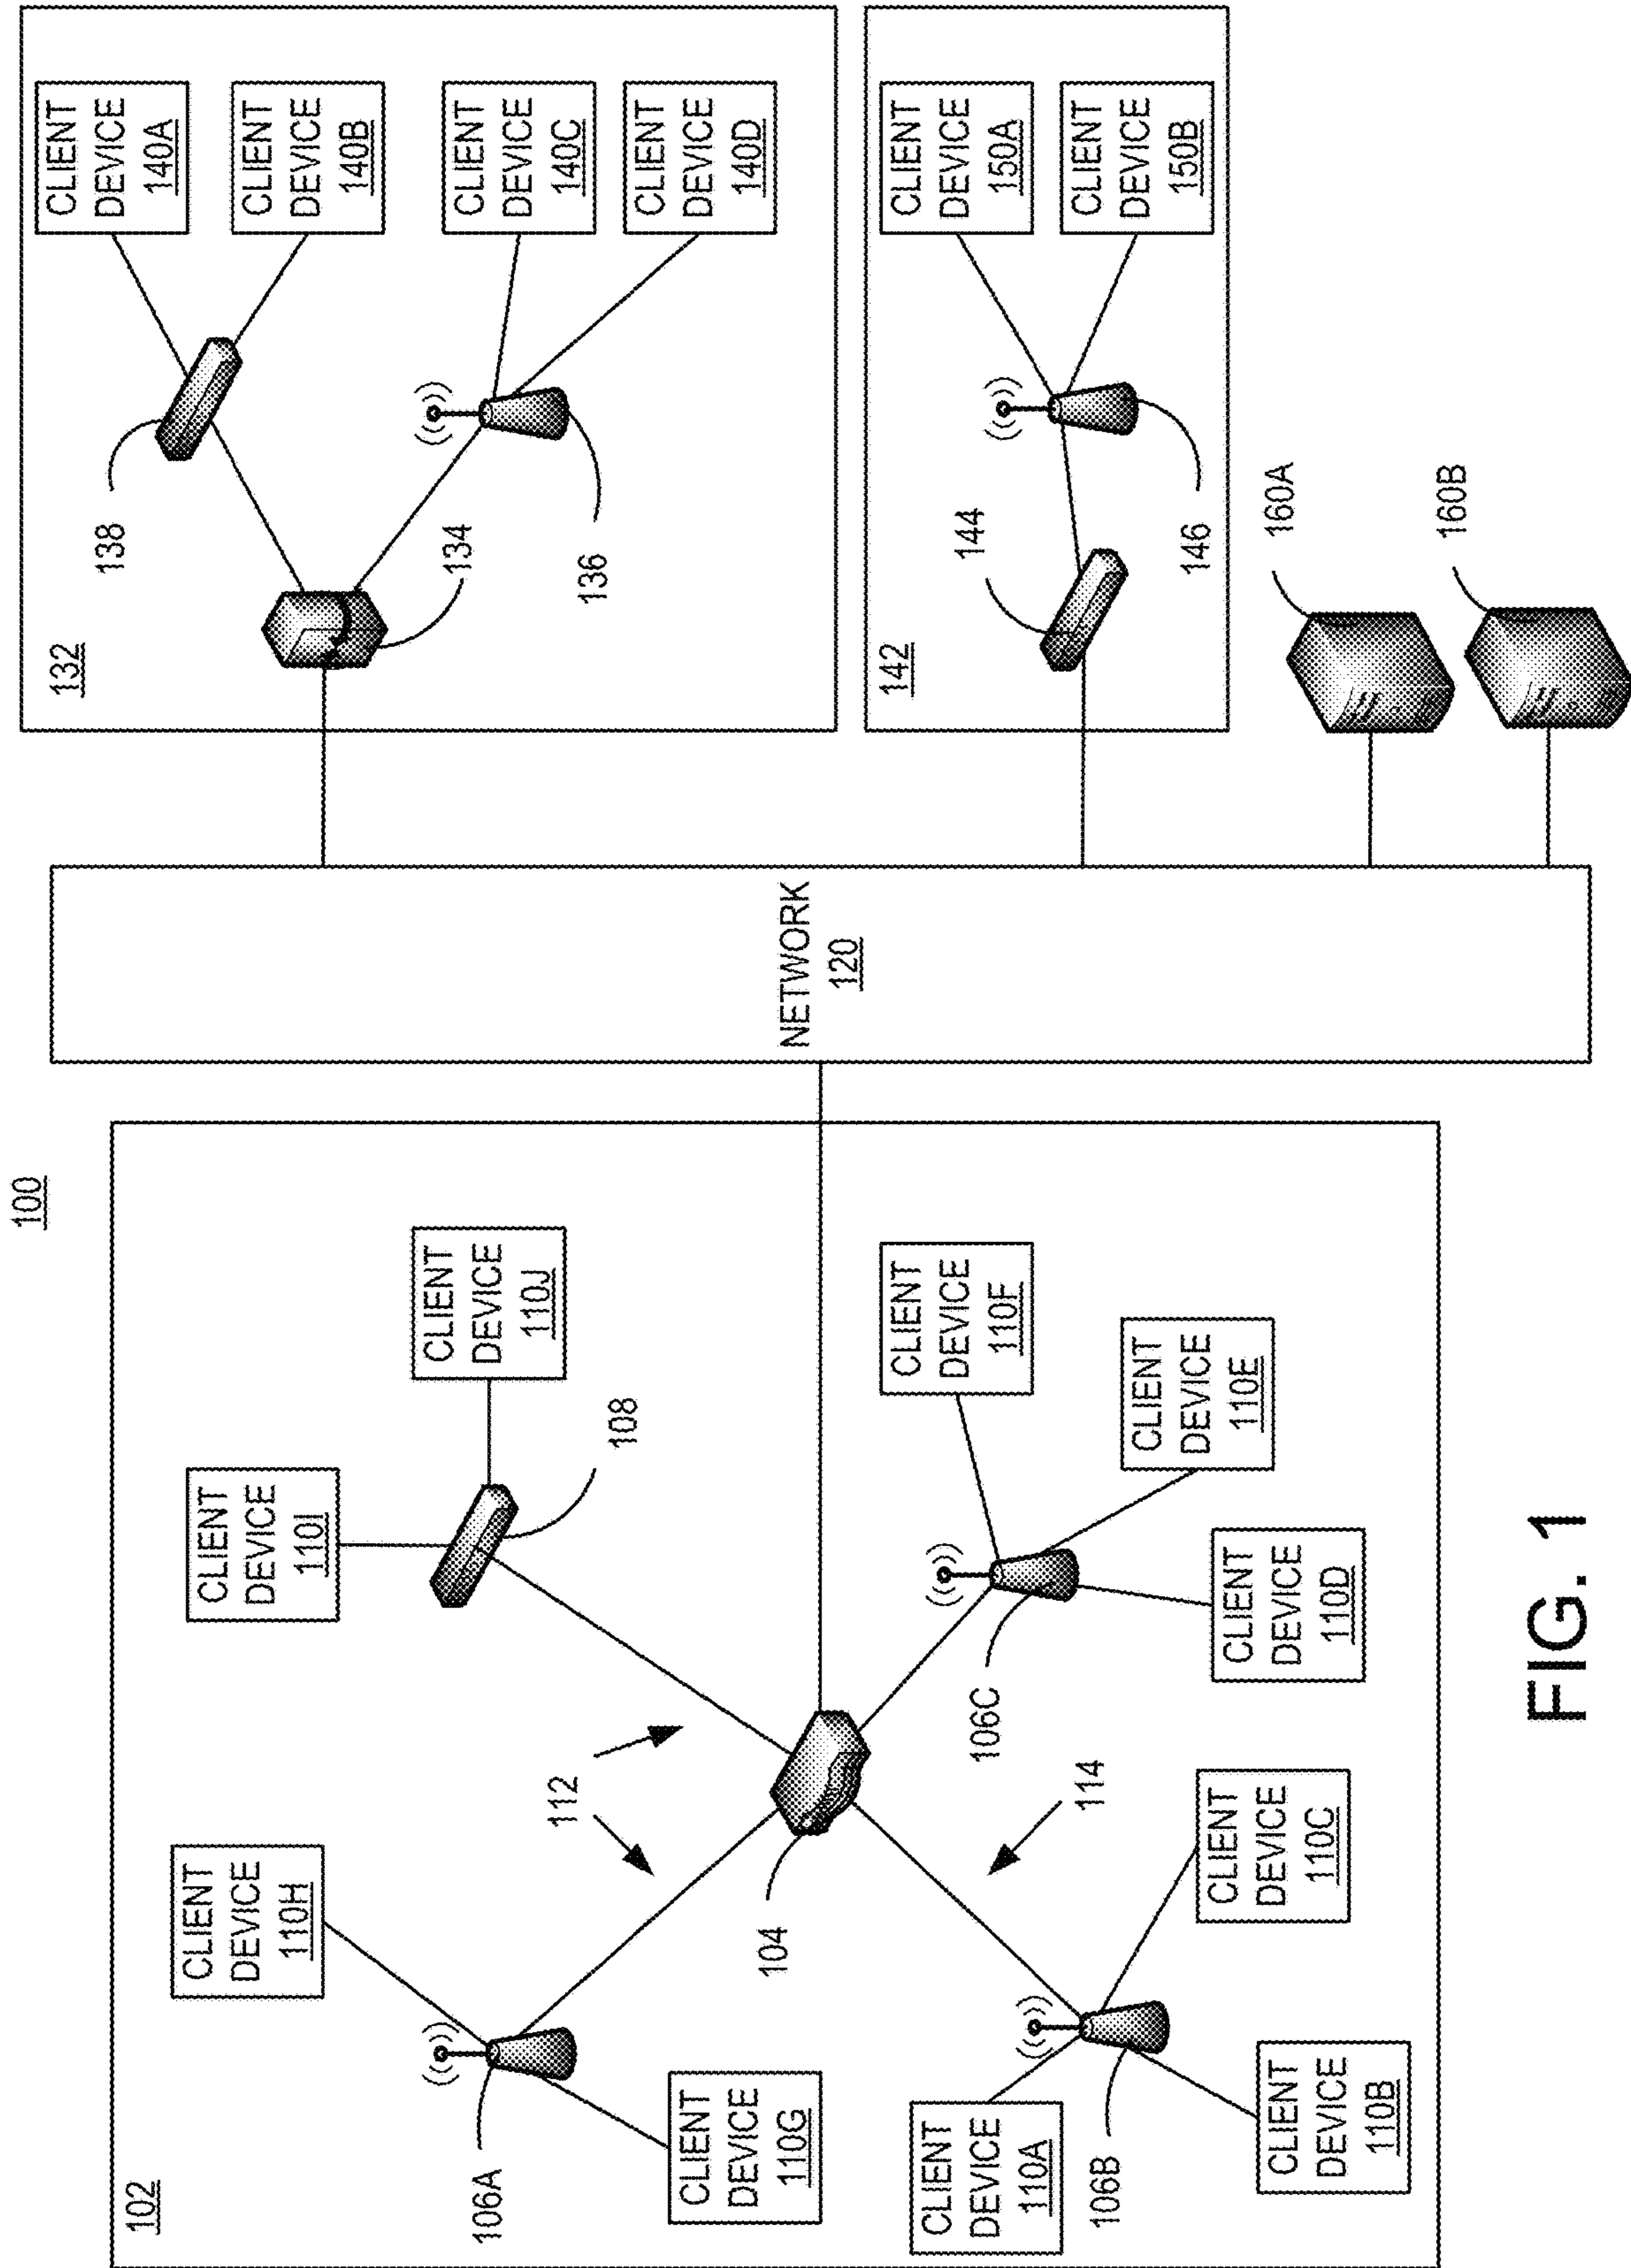 100
102
CLIENT
DEVICE
110H
CLIENT
DEVICE
110I
106A
112
108
CLIENT
DEVICE
110J
CLIENT
DEVICE
110G
104
CLIENT
DEVICE
110A
106B
114
106C
CLIENT
DEVICE
110F
CLIENT
DEVICE
110E
CLIENT
DEVICE
110B
CLIENT
DEVICE
110C
CLIENT
DEVICE
110D
NETWORK
120
132
138
134
136
CLIENT
DEVICE
140A
CLIENT
DEVICE
140B
CLIENT
DEVICE
140C
CLIENT
DEVICE
140D
142
144
146
CLIENT
DEVICE
150A
CLIENT
DEVICE
150B
160A
160B
FIG. 1